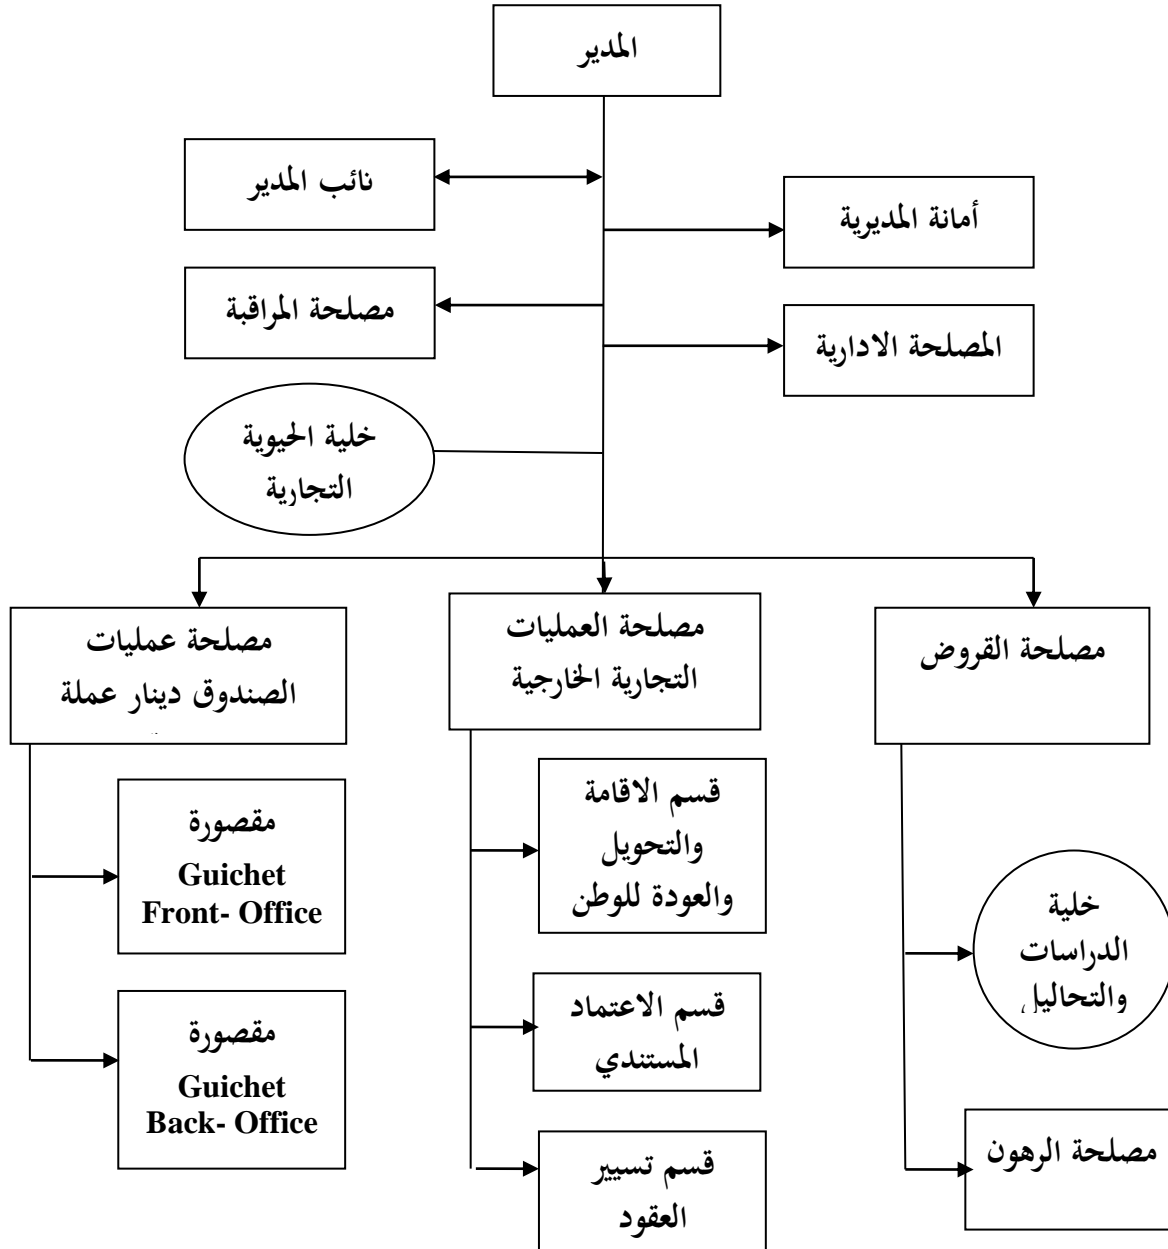 المدير
نائب المدير
أمانة المديرية
مصلحة المراقبة
المصلحة الادارية
خلية الحيوية
التجارية
مصلحة عمليات
الصندوق دينار عملة
مصلحة العمليات
التجارية الخارجية
مصلحة القروض
مقصورة
Guichet
Front- Office
مقصورة
Guichet
Back- Office
قسم الاقامة
والتحويل
والعودة للوطن
قسم الاعتماد
المستندي
قسم تسيير
العقود
خلية
الدراسات
والتحاليل
مصلحة الرهون